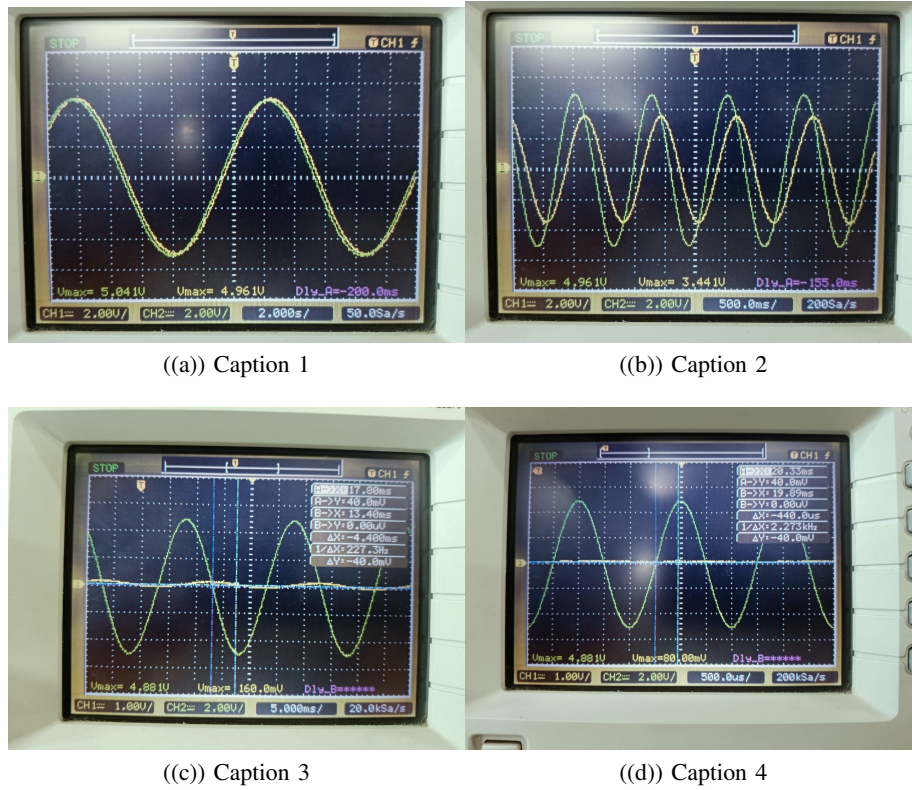 STOP
T CH1
T
Vmax= 5.041V Vmax= 4.961V Dly_A=-200.0ms
CH1 2.00V/ CH2 2.00V/ 2.000s/ 50.0Sa/s
((a)) Caption 1
STOP
T CH1
T
Vmax= 4.961V Vmax= 3.441V Dly_A=-155.0ms
CH1 2.00V/ CH2 2.00V/ 500.0ms/ 200Sa/s
((b)) Caption 2
STOP
T CH1
T
A->X=17.80ms
A->Y=40.0mV
B->X=13.40ms
B->Y=0.00uV
ΔX=-4.400ms
1/ΔX=227.3Hz
ΔY=-40.0mV
Vmax= 4.881V Vmax=160.0mV Dly_B=*****
CH1 1.00V/ CH2 2.00V/ 5.000ms/ 20.0kSa/s
((c)) Caption 3
STOP
T CH1
A->X=20.33ms
A->Y=40.0mV
B->X=19.89ms
B->Y=0.00uV
ΔX=-440.0us
1/ΔX=2.273kHz
ΔY=-40.0mV
Vmax= 4.881V Vmax=80.00mV Dly_B=*****
CH1 1.00V/ CH2 2.00V/ 500.0us/ 200kSa/s
((d)) Caption 4